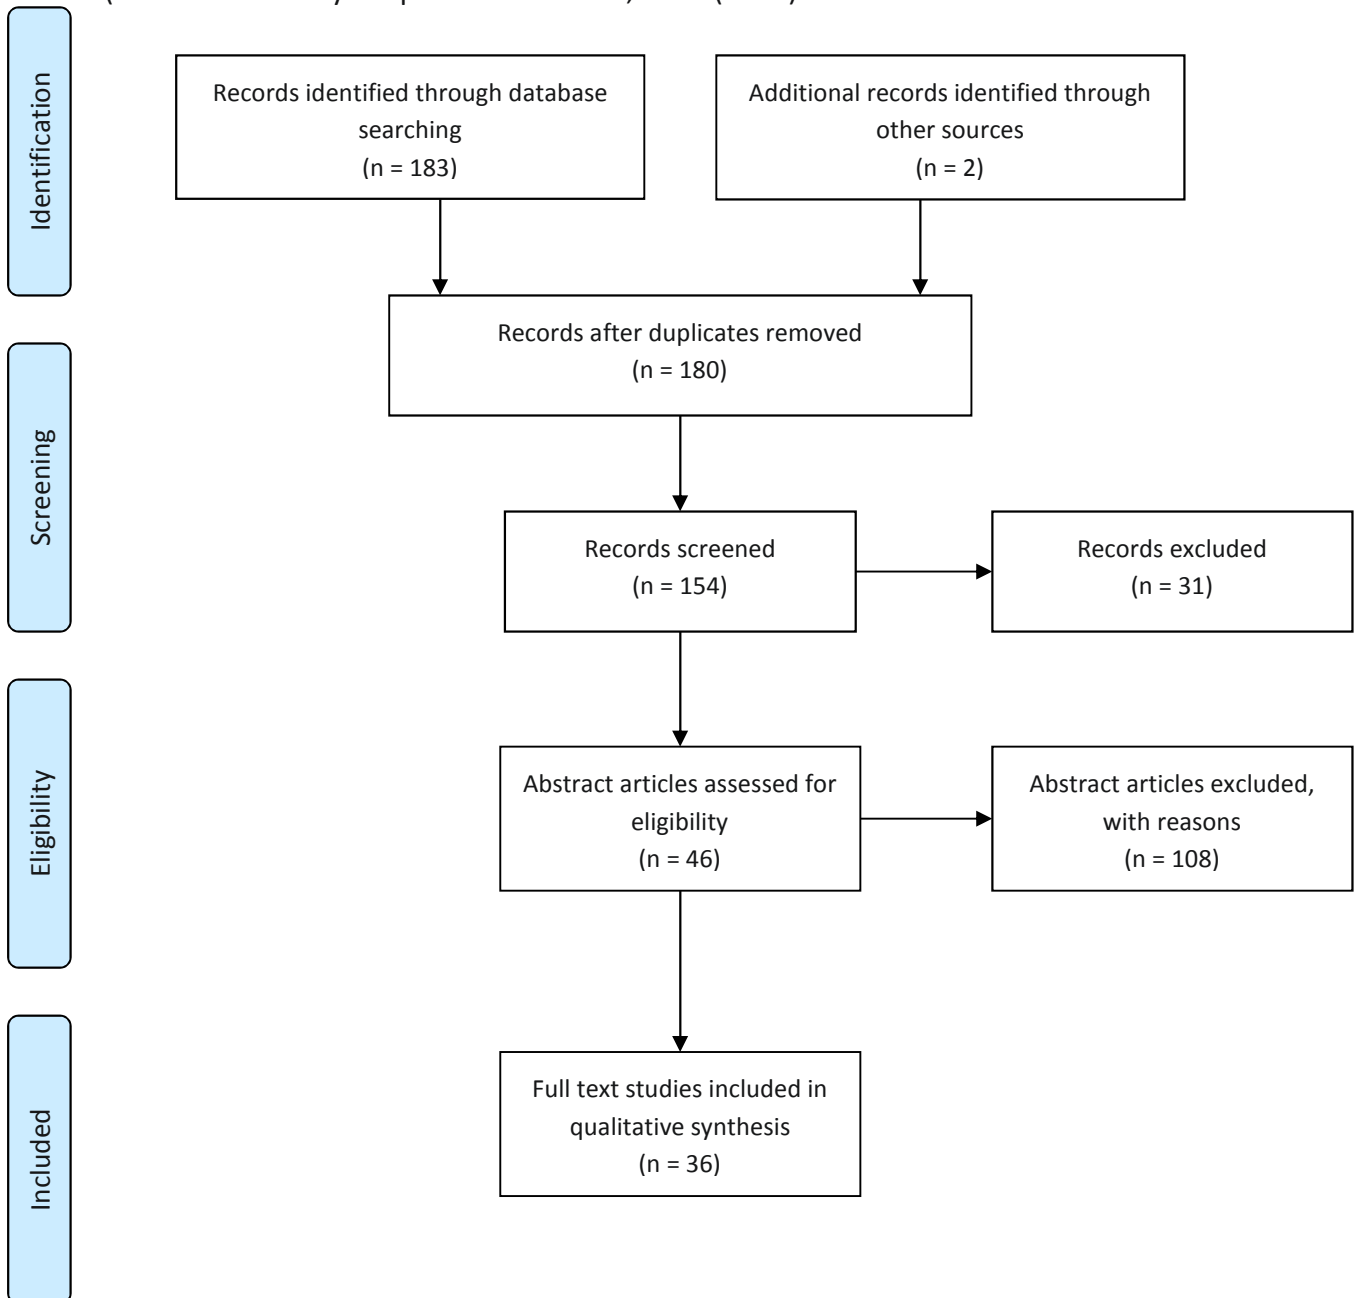 Identification
Records identified through database
searching
(n = 183)
Additional records identified through
other sources
(n = 2)
Records after duplicates removed
(n = 180)
Screening
Records screened
(n = 154)
Records excluded
(n = 31)
Eligibility
Abstract articles assessed for
eligibility
(n = 46)
Abstract articles excluded,
with reasons
(n = 108)
Included
Full text studies included in
qualitative synthesis
(n = 36)